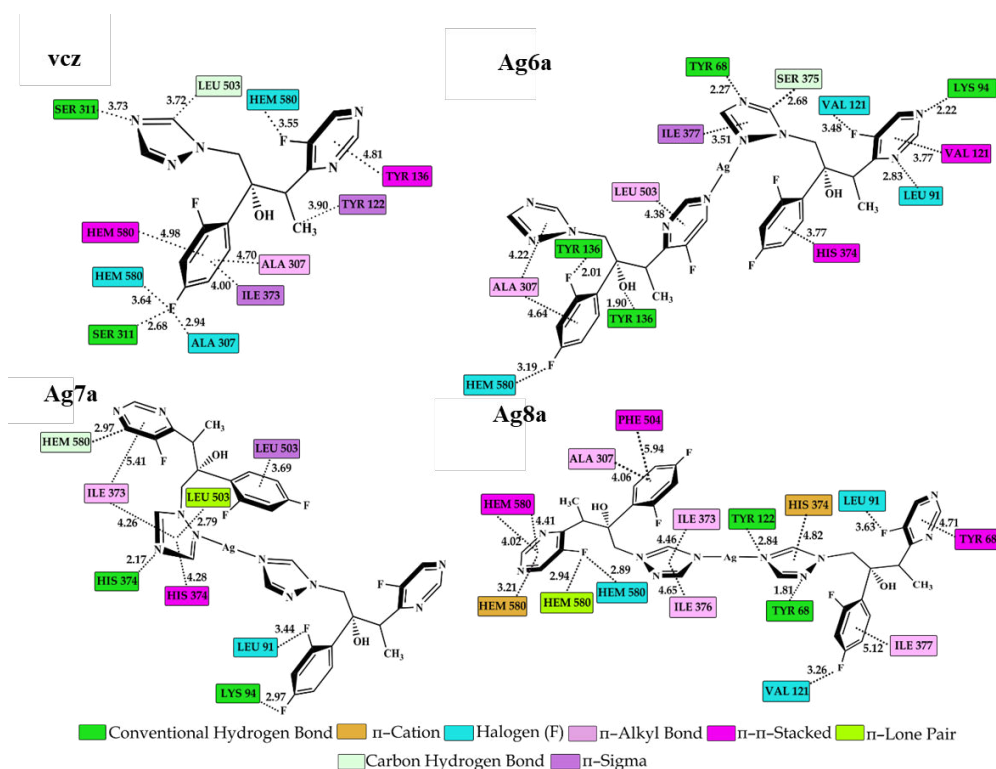 vcz
LEU 503
3.73
3.72
SER 311
N
N
N
HEM 580
3.55
F
N
N
4.81
TYR 136
F
OH
3.90
TYR 122
CH₃
HEM 580
4.98
4.70
ALA 307
HEM 580
4.00
ILE 373
3.64
F
2.68
2.94
SER 311
ALA 307
Ag6a
TYR 68
SER 375
2.27
2.68
N
N
N
ILE 377
3.51
VAL 121
LYS 94
N
2.22
3.48
F
3.77
VAL 121
N
2.83
LEU 91
Ag
OH
CH₃
F
F
3.77
HIS 374
LEU 503
4.38
N
N
F
N
N
N
4.22
TYR 136
F
2.01
OH
1.90
CH₃
ALA 307
4.64
TYR 136
F
3.19
HEM 580
Ag7a
N
N
2.97
HEM 580
F
CH₃
OH
5.41
LEU 503
3.69
ILE 373
LEU 503
F
F
N
4.26
2.79
N
2.17
N
Ag
N
HIS 374
4.28
HIS 374
N
N
F
N
N
OH
CH₃
3.44
F
LEU 91
LYS 94
2.97
F
Ag8a
PHE 504
5.94
ALA 307
4.06
F
F
H₃C
HO
HEM 580
4.41
4.02
N
N
F
3.21
2.94
2.89
HEM 580
HEM 580
HEM 580
ILE 373
4.46
N
N
N
4.65
ILE 376
Ag
TYR 122
2.84
HIS 374
4.82
N
N
N
1.81
TYR 68
LEU 91
3.63
F
N
N
4.71
TYR 68
OH
CH₃
F
5.12
ILE 377
F
3.26
VAL 121
Conventional Hydrogen Bond π-Cation Halogen (F) π-Alkyl Bond π-π-Stacked π-Lone Pair
Carbon Hydrogen Bond π-Sigma